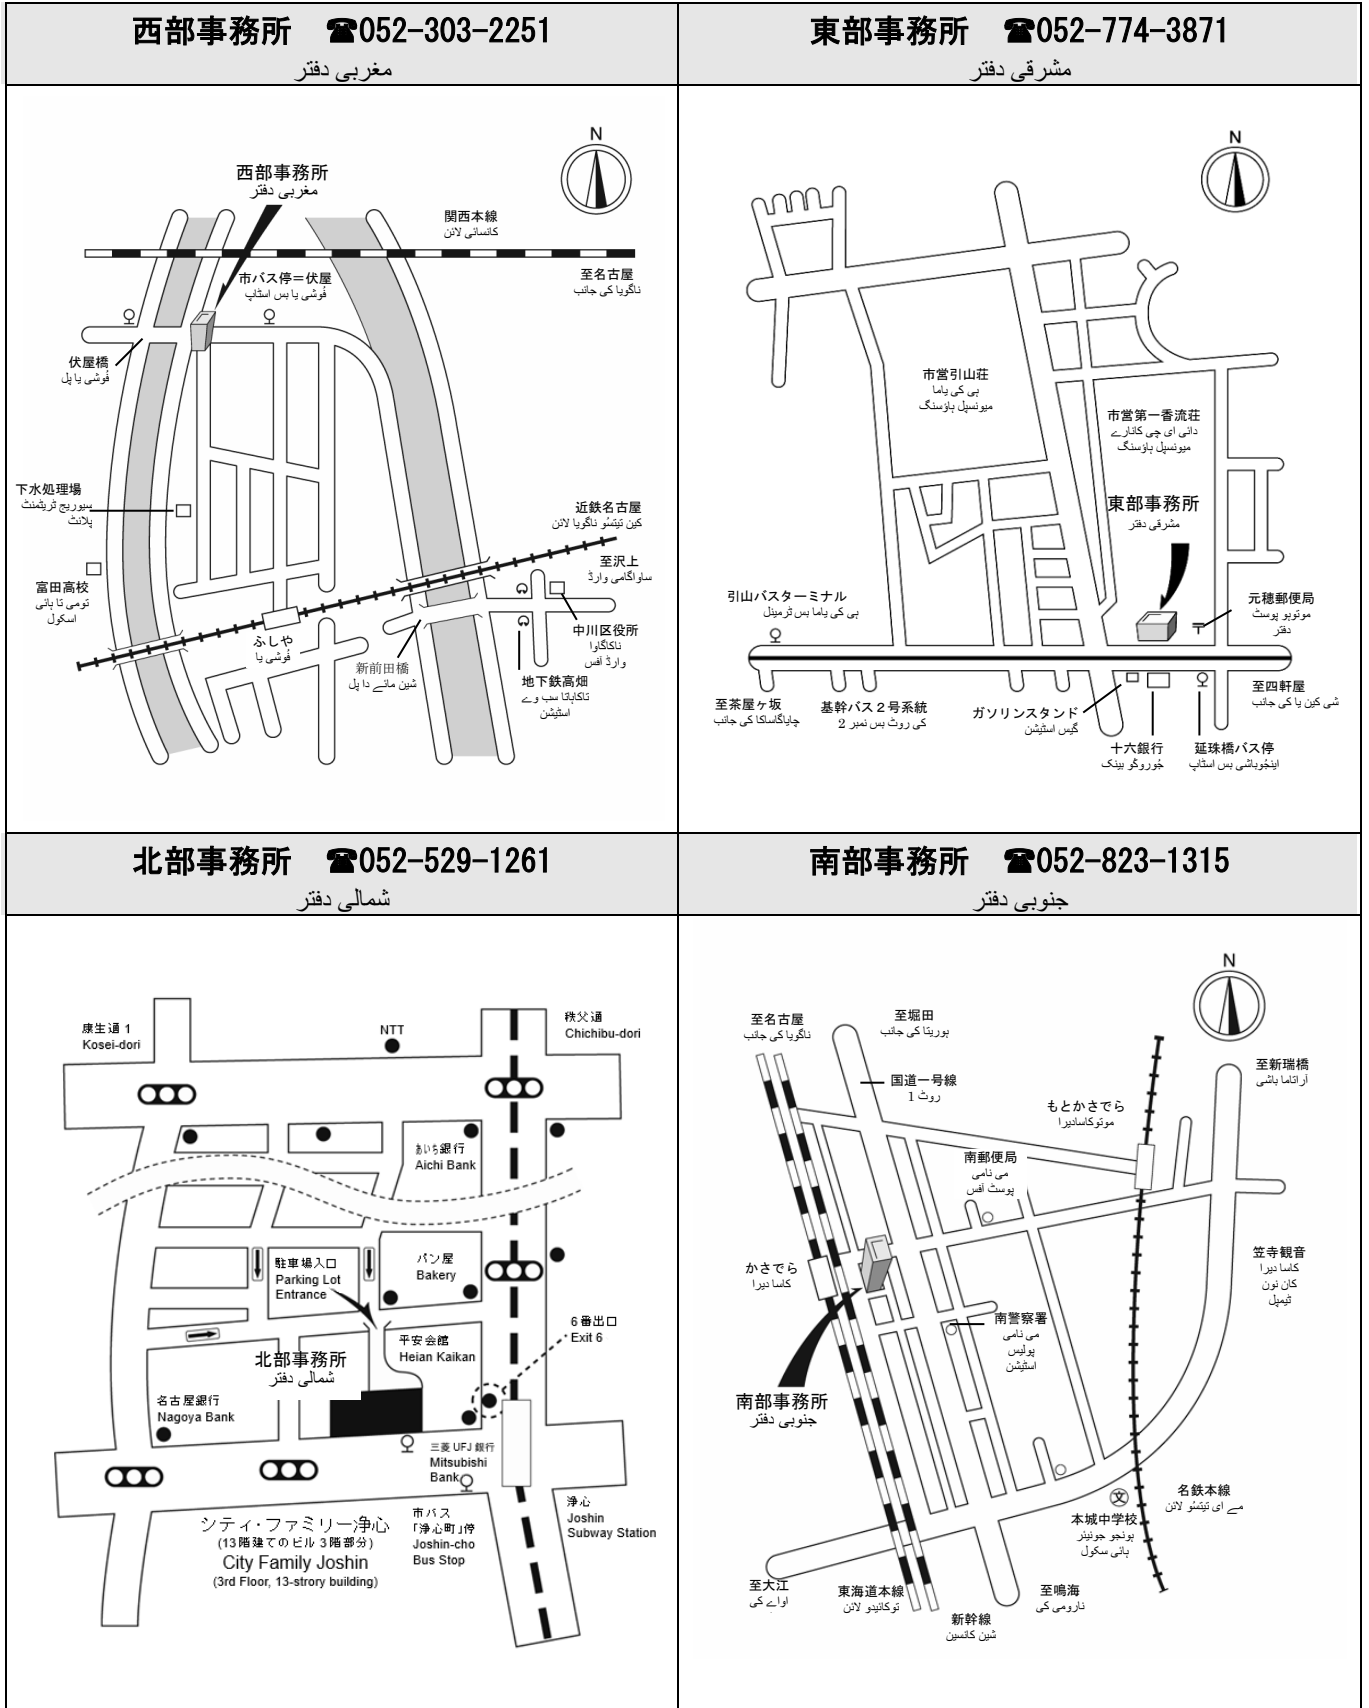 西部事務所 ☎052-303-2251
مغربی دفتر
東部事務所 ☎052-774-3871
مشرقی دفتر
N
西部事務所
مغربی دفتر
関西本線
کانسائی لائن
市バス停＝伏屋
فُوشی یا بس اسٹاپ
至名古屋
ناگویا کی جانب
伏屋橋
فُوشی یا پل
下水処理場
سیوریج ٹریٹمنٹ
پلانٹ
近鉄名古屋
کین تیتسُو ناگویا لائن
至沢上
ساواگامی وارڈ
富田高校
تومی تا ہائی
اسکول
ふしや
فُوشی یا
新前田橋
شین مائے دا پل
中川区役所
ناکاگاوا
وارڈ آفس
地下鉄高畑
تاکاہاتا سب وے
اسٹیشن
N
市営引山荘
ہی کی یاما
میونسپل ہاؤسنگ
市営第一香流荘
دائی ای چی کانارے
میونسپل ہاؤسنگ
東部事務所
مشرقی دفتر
引山バスターミナル
ہی کی یاما بس ٹرمینل
元穂郵便局
موتوہو پوسٹ
دفتر
至茶屋ヶ坂
چایاگاساکا کی جانب
基幹バス２号系統
کی روٹ بس نمبر 2
ガソリンスタンド
گیس اسٹیشن
至四軒屋
شی کین یا کی جانب
十六銀行
جُوروگُو بینک
延珠橋バス停
اینجُوباشی بس اسٹاپ
北部事務所 ☎052-529-1261
شمالی دفتر
南部事務所 ☎052-823-1315
جنوبی دفتر
康生通 1
Kosei-dori
NTT
秩父通
Chichibu-dori
あいち銀行
Aichi Bank
駐車場入口
Parking Lot
Entrance
パン屋
Bakery
6番出口
Exit 6
平安会館
Heian Kaikan
北部事務所
شمالی دفتر
名古屋銀行
Nagoya Bank
三菱 UFJ 銀行
Mitsubishi
Bank
シティ・ファミリー浄心
(13階建てのビル 3階部分)
City Family Joshin
(3rd Floor, 13-strory building)
市バス
「浄心町」停
Joshin-cho
Bus Stop
浄心
Joshin
Subway Station
N
至名古屋
ناگویا کی جانب
至堀田
ہوریتا کی جانب
国道一号線
روٹ 1
至新瑞橋
آراتاما باشی
もとかさでら
موتوکاسادیرا
南郵便局
می نامی
پوسٹ آفس
かさでら
کاسا دیرا
笠寺観音
کاسا دیرا
کان نون
ٹیمپل
南警察署
می نامی
پولیس
اسٹیشن
南部事務所
جنوبی دفتر
名鉄本線
مے ای تیتسُو لائن
文
本城中学校
ہونجو جونیئر
ہائی سکول
至大江
اواے کی
東海道本線
توکائیدو لائن
至鳴海
نارومی کی
新幹線
شین کانسین